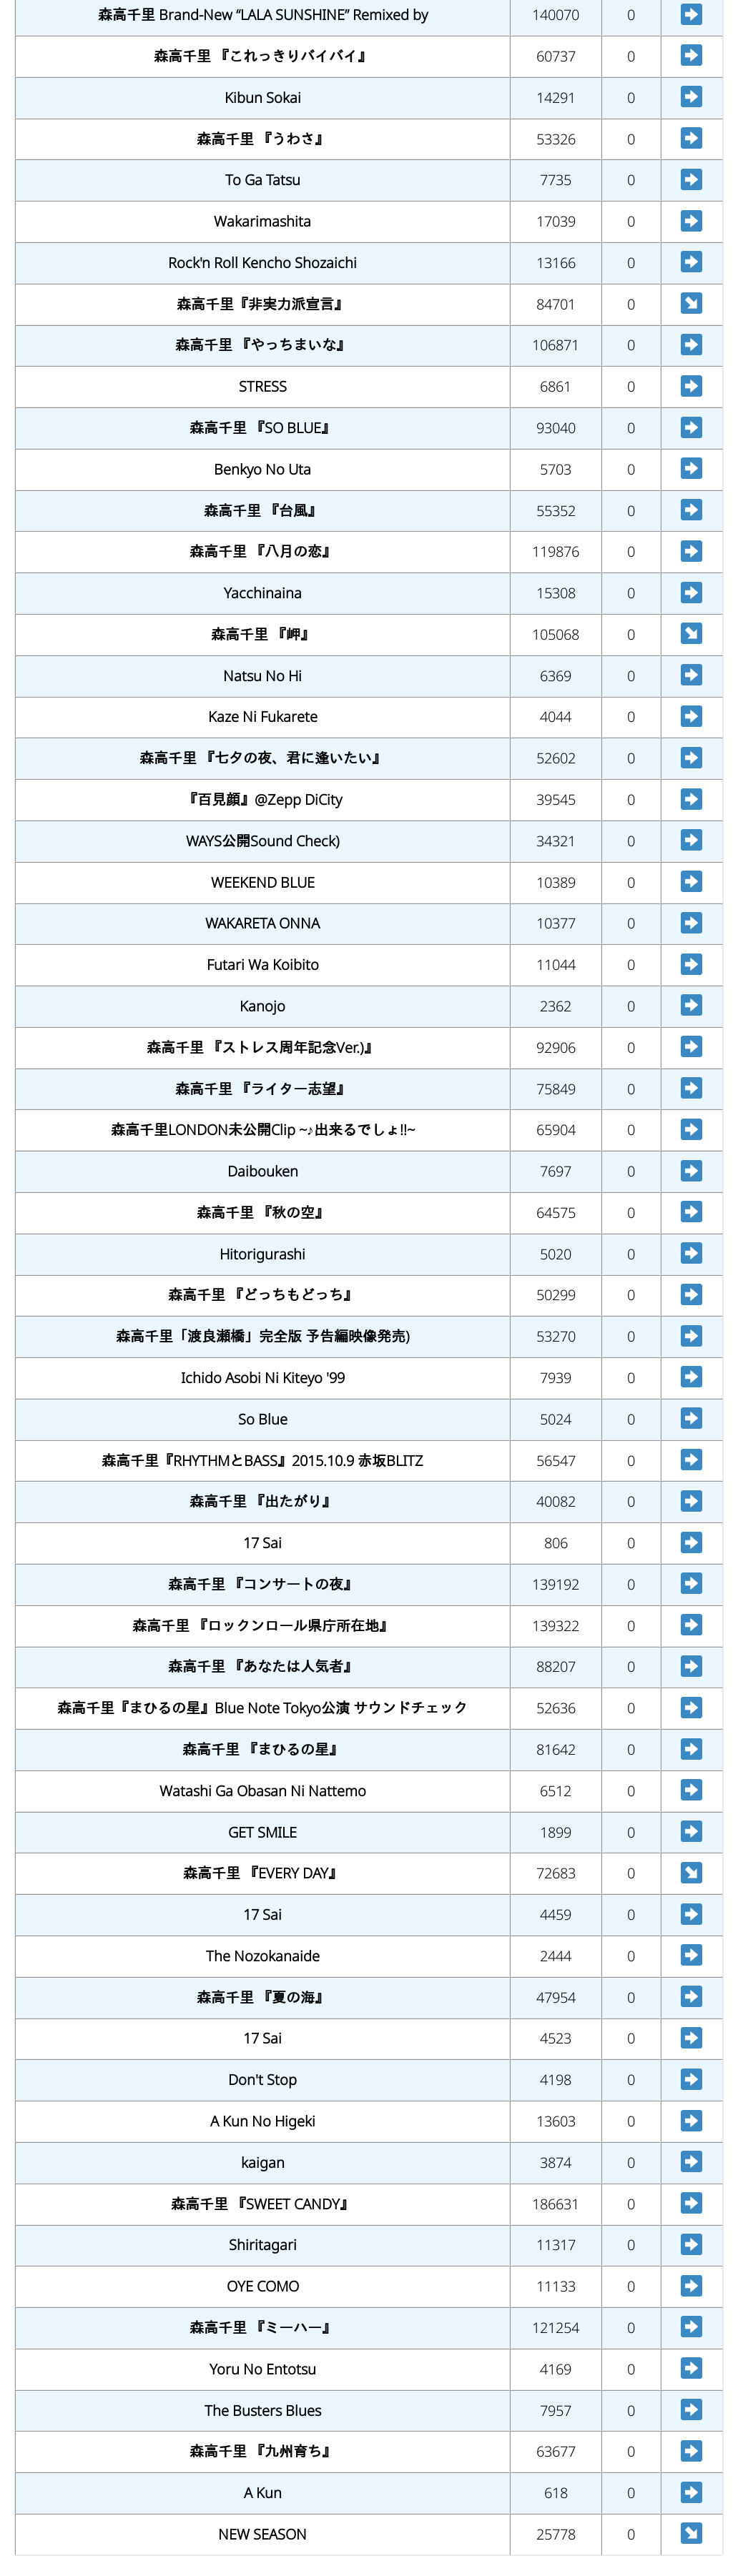 森高千里 Brand-New “LALA SUNSHINE” Remixed by 140070 0
森高千里 『これっきりバイバイ』 60737 0
Kibun Sokai 14291 0
森高千里 『うわさ』 53326 0
To Ga Tatsu 7735 0
Wakarimashita 17039 0
Rock'n Roll Kencho Shozaichi 13166 0
森高千里『非実力派宣言』 84701 0
森高千里 『やっちまいな』 106871 0
STRESS 6861 0
森高千里 『SO BLUE』 93040 0
Benkyo No Uta 5703 0
森高千里 『台風』 55352 0
森高千里 『八月の恋』 119876 0
Yacchinaina 15308 0
森高千里 『岬』 105068 0
Natsu No Hi 6369 0
Kaze Ni Fukarete 4044 0
森高千里 『七夕の夜、君に逢いたい』 52602 0
『百見顔』@Zepp DiCity 39545 0
WAYS公開Sound Check) 34321 0
WEEKEND BLUE 10389 0
WAKARETA ONNA 10377 0
Futari Wa Koibito 11044 0
Kanojo 2362 0
森高千里 『ストレス周年記念Ver.)』 92906 0
森高千里 『ライター志望』 75849 0
森高千里LONDON未公開Clip ~♪出来るでしょ!!~ 65904 0
Daibouken 7697 0
森高千里 『秋の空』 64575 0
Hitorigurashi 5020 0
森高千里 『どっちもどっち』 50299 0
森高千里「渡良瀬橋」完全版 予告編映像発売) 53270 0
Ichido Asobi Ni Kiteyo '99 7939 0
So Blue 5024 0
森高千里『RHYTHMとBASS』2015.10.9 赤坂BLITZ 56547 0
森高千里 『出たがり』 40082 0
17 Sai 806 0
森高千里 『コンサートの夜』 139192 0
森高千里 『ロックンロール県庁所在地』 139322 0
森高千里 『あなたは人気者』 88207 0
森高千里『まひるの星』Blue Note Tokyo公演 サウンドチェック 52636 0
森高千里 『まひるの星』 81642 0
Watashi Ga Obasan Ni Nattemo 6512 0
GET SMILE 1899 0
森高千里 『EVERY DAY』 72683 0
17 Sai 4459 0
The Nozokanaide 2444 0
森高千里 『夏の海』 47954 0
17 Sai 4523 0
Don't Stop 4198 0
A Kun No Higeki 13603 0
kaigan 3874 0
森高千里 『SWEET CANDY』 186631 0
Shiritagari 11317 0
OYE COMO 11133 0
森高千里 『ミーハー』 121254 0
Yoru No Entotsu 4169 0
The Busters Blues 7957 0
森高千里 『九州育ち』 63677 0
A Kun 618 0
NEW SEASON 25778 0